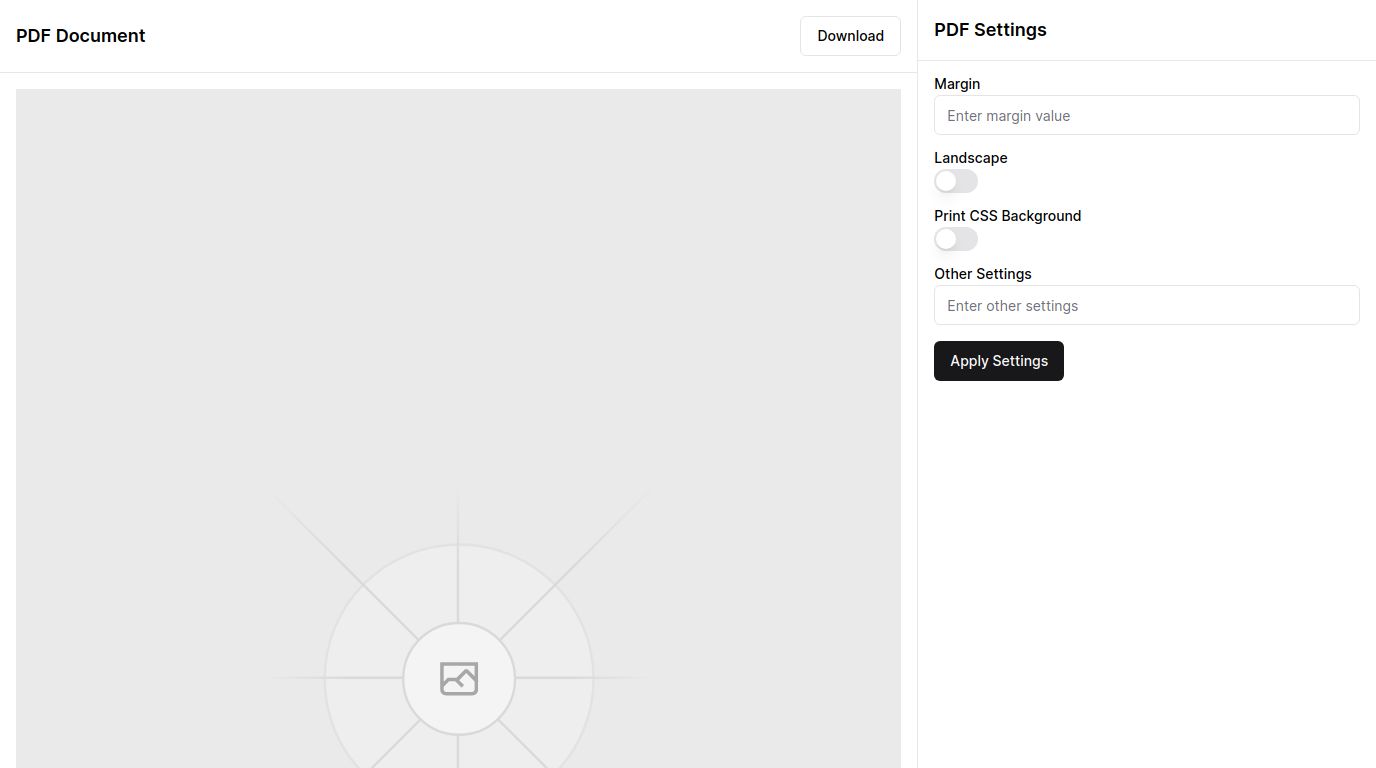 PDF Document
Download
PDF Settings
Margin
Enter margin value
Landscape
Print CSS Background
Other Settings
Enter other settings
Apply Settings